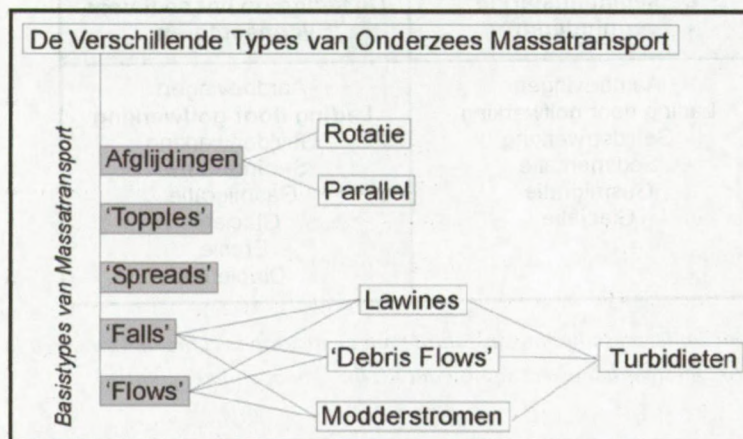 De Verschillende Types van Onderzees Massatransport
Basistypes van Massatransport
Rotatie
Afglijdingen
Parallel
'Topples'
'Spreads'
Lawines
'Falls'
'Debris Flows'
Turbidieten
'Flows'
Modderstromen